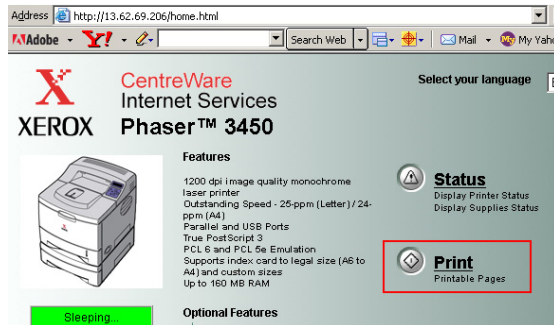 Address http://13.62.69.206/home.html
Adobe Y! Search Web Mail My Yah
X
XEROX
CentreWare
Internet Services
Phaser™ 3450
Select your language
Features
1200 dpi image quality monochrome
laser printer
Outstanding Speed - 25-ppm (Letter) / 24-
ppm (A4)
Parallel and USB Ports
True PostScript 3
PCL 6 and PCL 5e Emulation
Supports index card to legal size (A6 to
A4) and custom sizes
Up to 160 MB RAM
Optional Features
Sleeping...
Status
Display Printer Status
Display Supplies Status
Print
Printable Pages